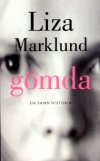 Liza
Marklund
gömda
EN SANN HISTORIA